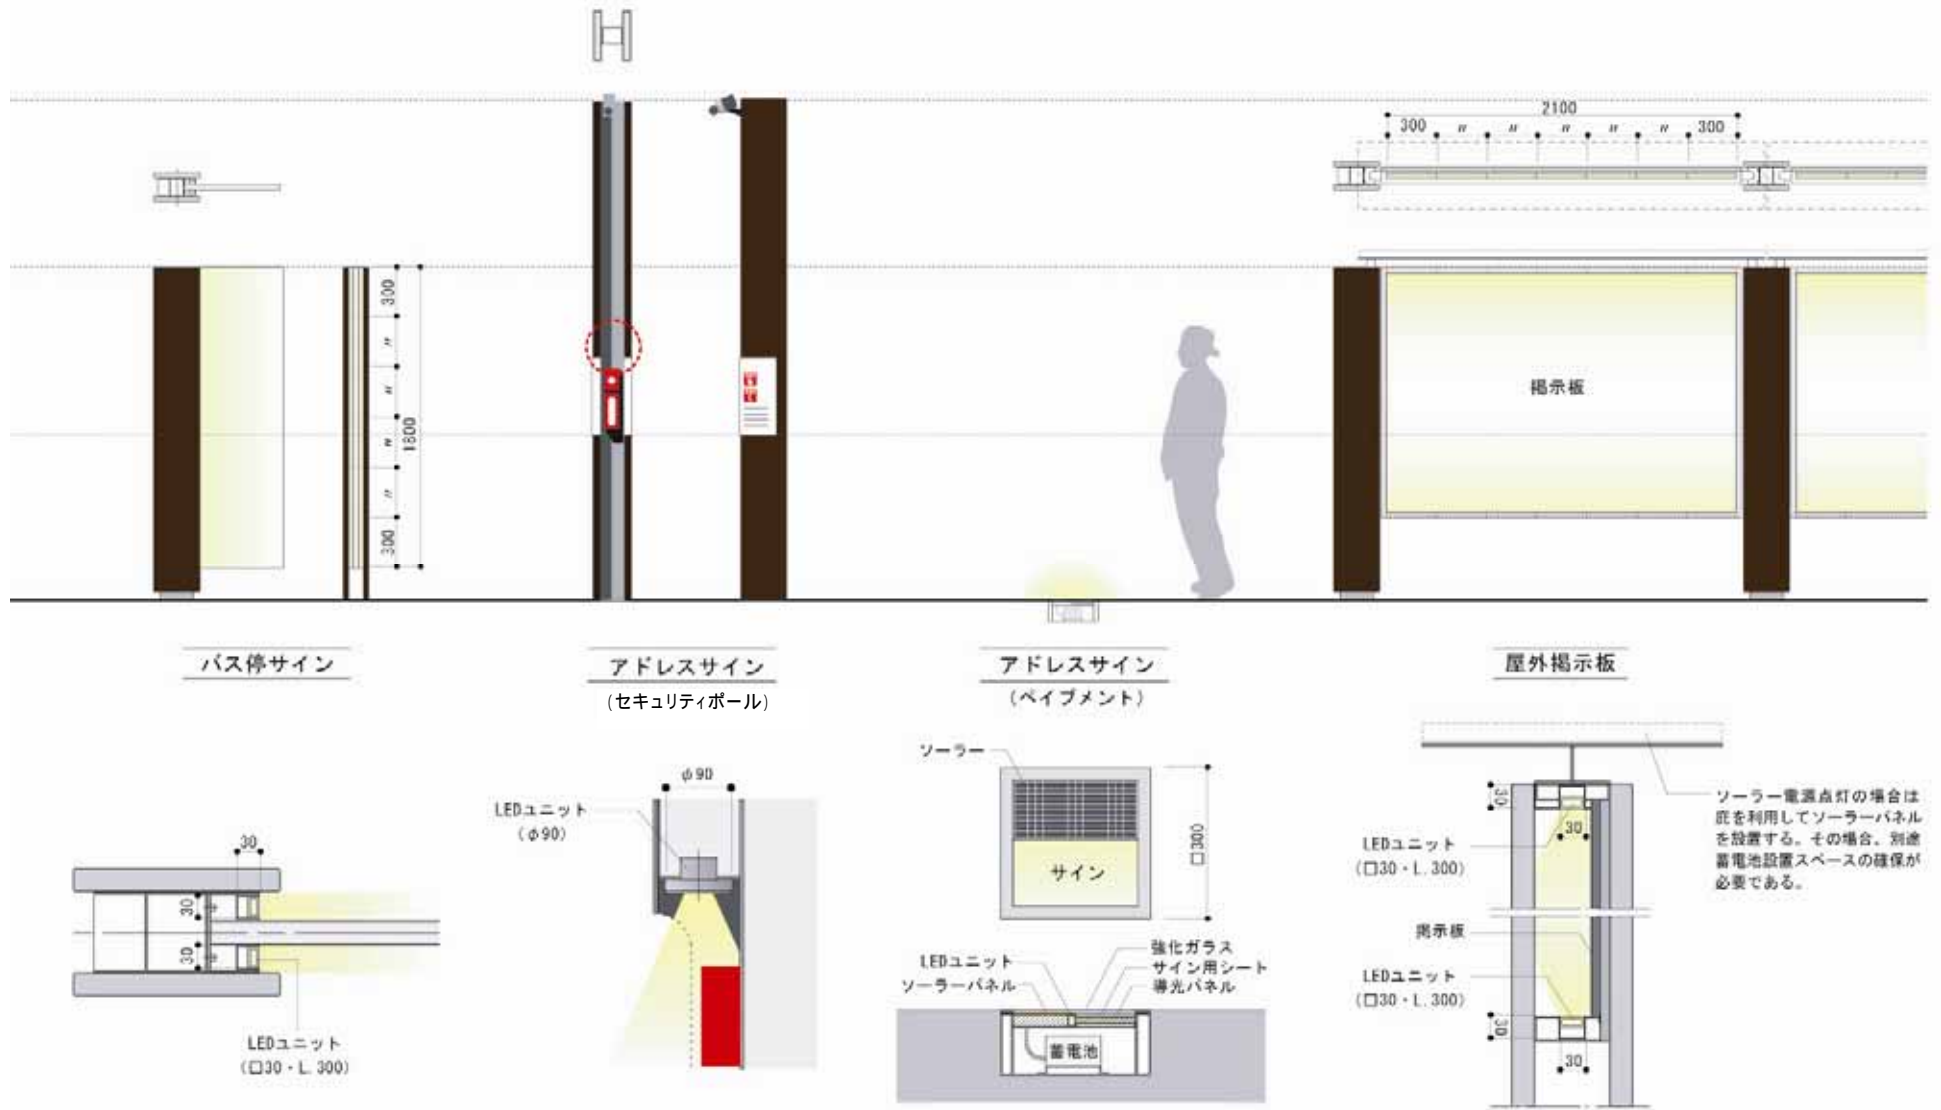 2100
300 〃 〃 〃 〃 〃 300
300
〃
〃
〃
〃
300
1800
掲示板
バス停サイン
アドレスサイン
(セキュリティポール)
アドレスサイン
(ペイブメント)
屋外掲示板
30
30
30
LEDユニット
(□30・L.300)
φ90
LEDユニット
(φ90)
ソーラー
サイン
□300
LEDユニット
ソーラーパネル
強化ガラス
サイン用シート
導光パネル
蓄電池
30
30
LEDユニット
(□30・L.300)
掲示板
LEDユニット
(□30・L.300)
30
30
ソーラー電源点灯の場合は
庇を利用してソーラーパネル
を設置する。その場合、別途
蓄電池設置スペースの確保が
必要である。